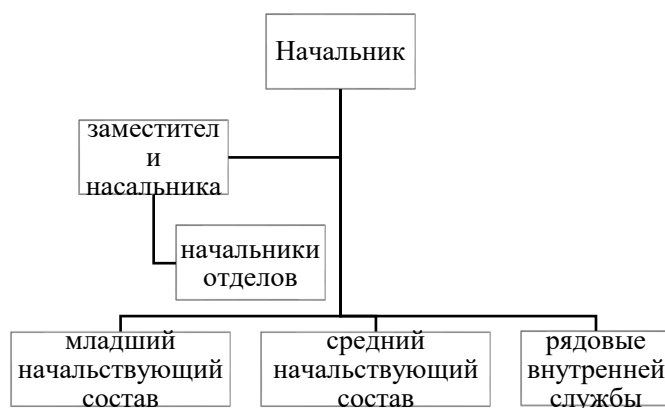 Начальник
заместител
и
насальника
начальники
отделов
младший
начальствующий
состав
средний
начальствующий
состав
рядовые
внутренней
службы